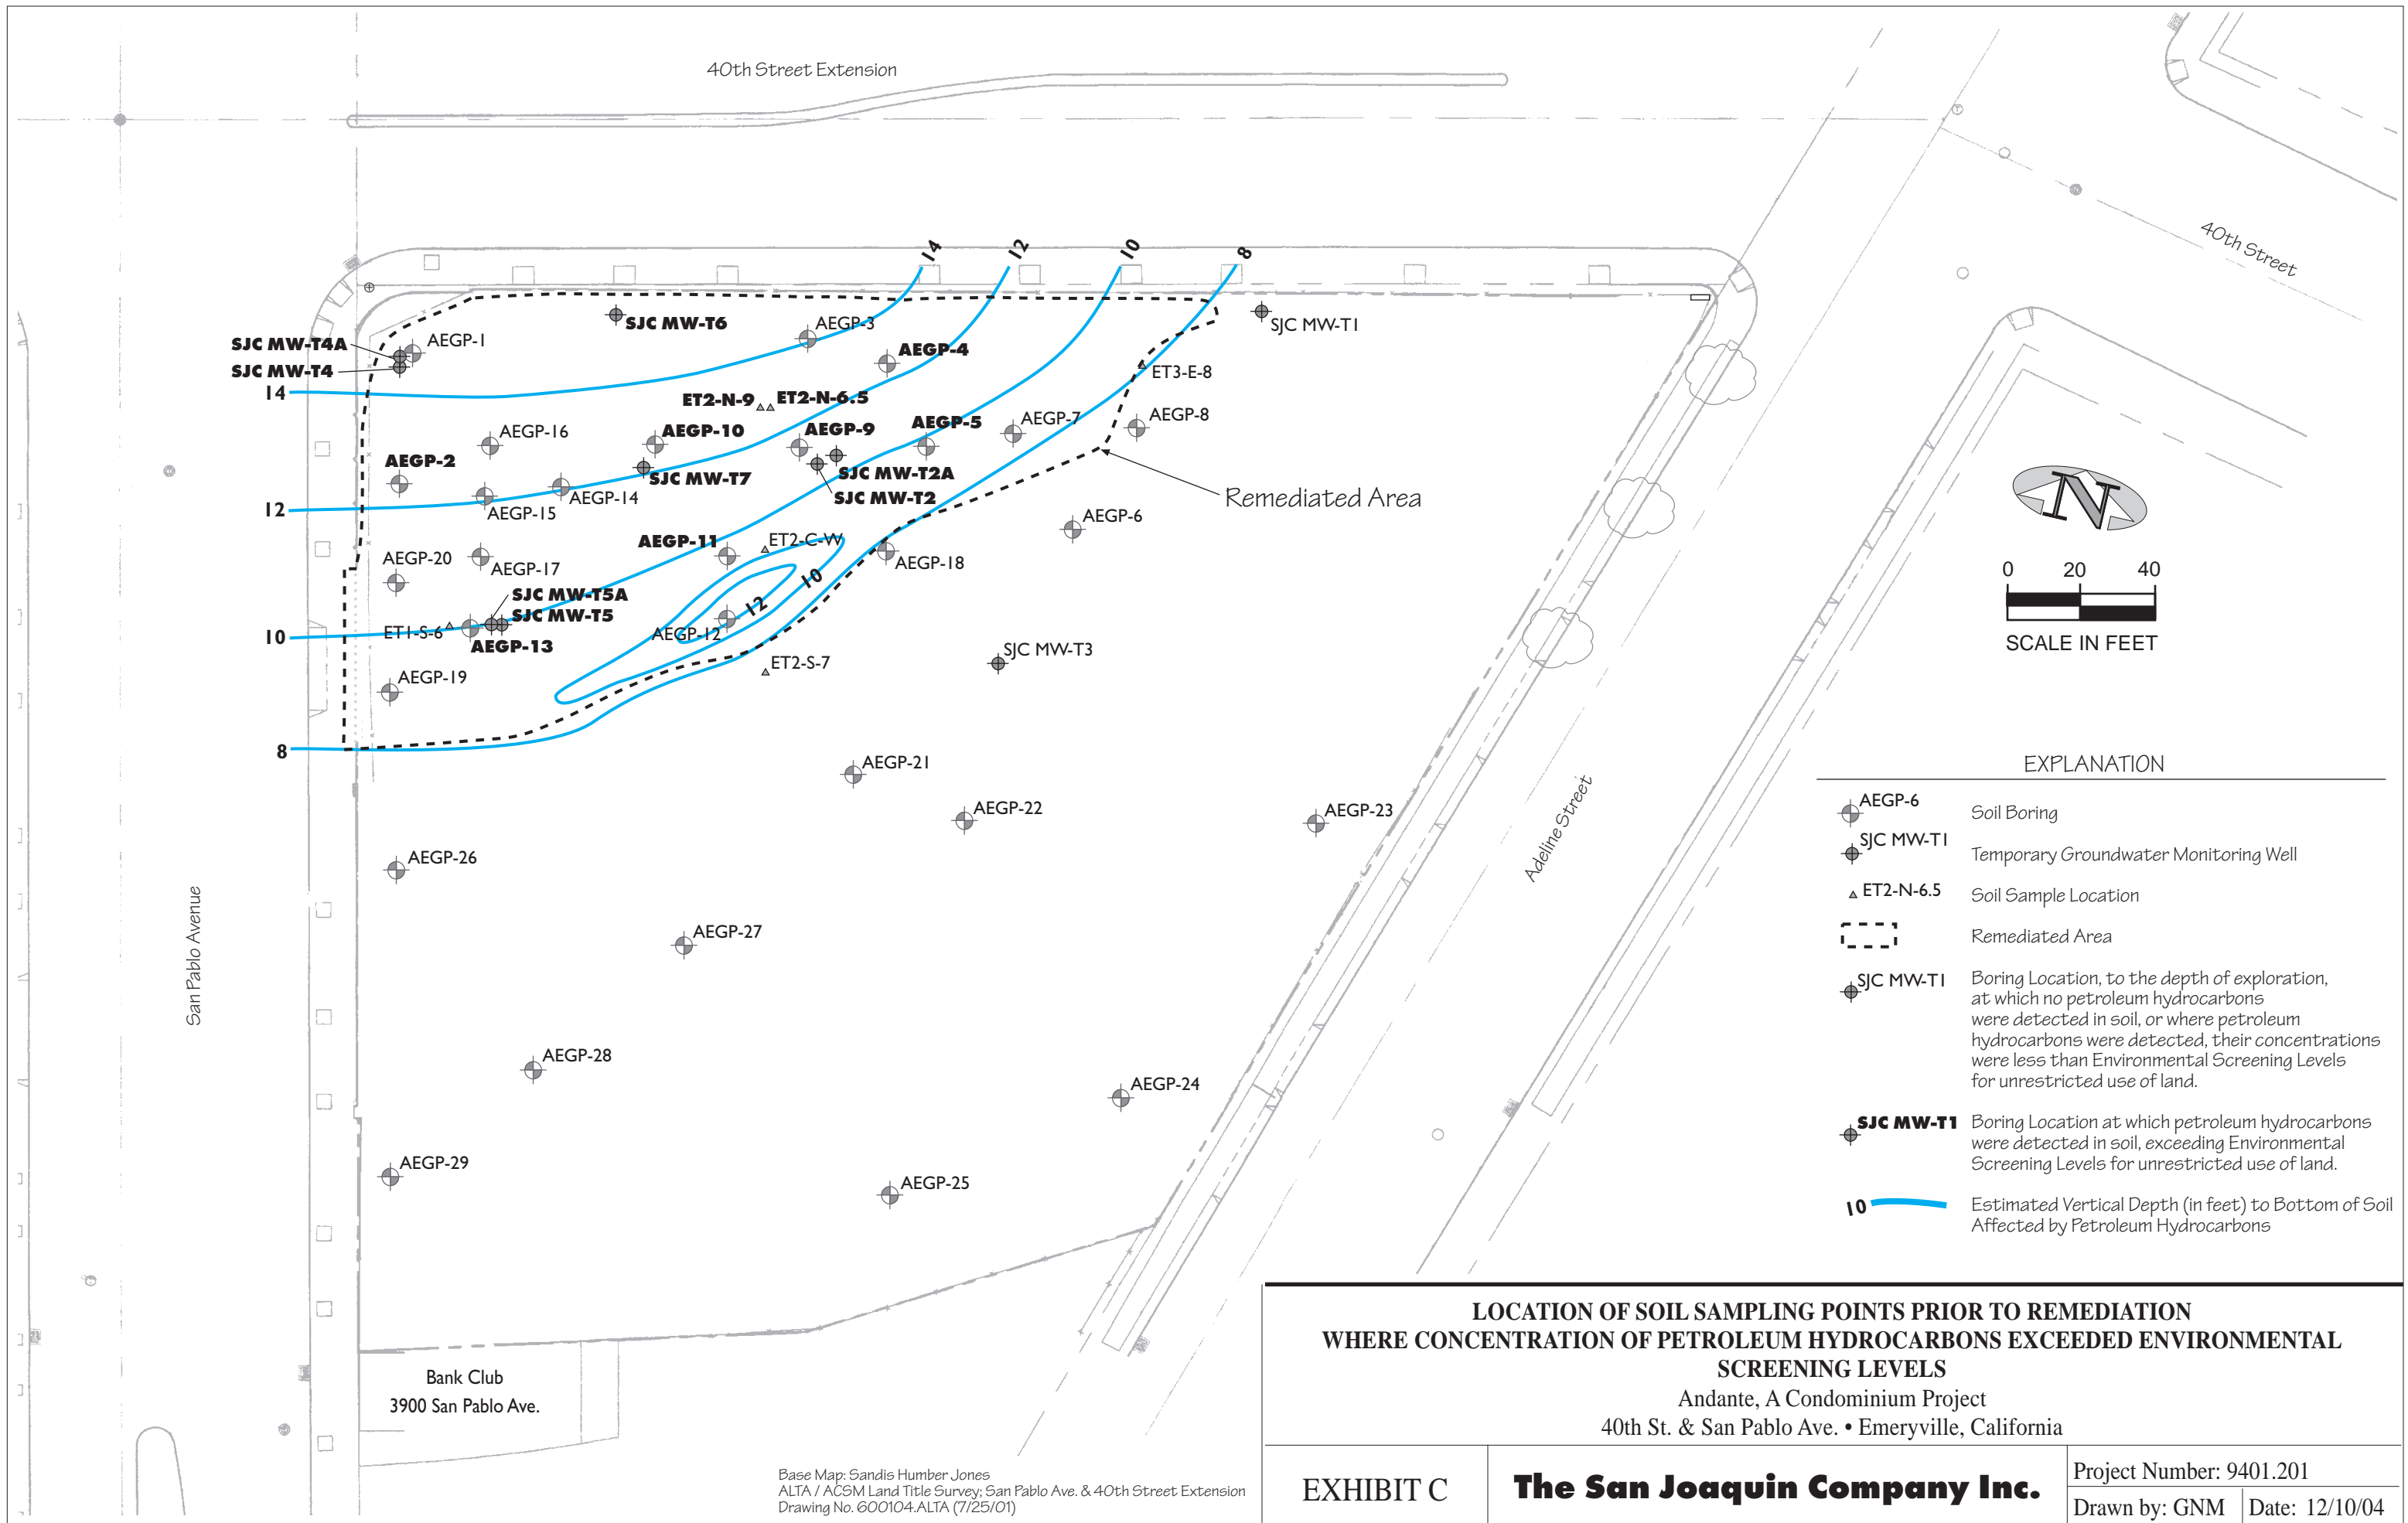 40th Street Extension
40th Street
14
12
10
8
SJC MW-T6
AEGP-3
SJC MW-T1
SJC MW-T4A
AEGP-1
SJC MW-T4
AEGP-4
14
ET3-E-8
ET2-N-9
ET2-N-6.5
AEGP-16
AEGP-10
AEGP-9
AEGP-5
AEGP-7
AEGP-8
AEGP-2
SJC MW-T7
SJC MW-T2A
SJC MW-T2
AEGP-14
12
AEGP-15
Remediated Area
AEGP-6
AEGP-11
ET2-C-W
AEGP-20
AEGP-17
AEGP-18
10
SJC MW-T5A
12
SJC MW-T5
10
ET1-S-6
AEGP-12
AEGP-13
SJC MW-T3
ET2-S-7
AEGP-19
8
AEGP-21
AEGP-22
AEGP-23
AEGP-26
AEGP-27
AEGP-28
AEGP-24
AEGP-29
AEGP-25
San Pablo Avenue
Adeline Street
N
0 20 40
SCALE IN FEET
EXPLANATION
AEGP-6 Soil Boring
SJC MW-T1 Temporary Groundwater Monitoring Well
ET2-N-6.5 Soil Sample Location
Remediated Area
SJC MW-T1 Boring Location, to the depth of exploration,
at which no petroleum hydrocarbons
were detected in soil, or where petroleum
hydrocarbons were detected, their concentrations
were less than Environmental Screening Levels
for unrestricted use of land.
SJC MW-T1 Boring Location at which petroleum hydrocarbons
were detected in soil, exceeding Environmental
Screening Levels for unrestricted use of land.
10 Estimated Vertical Depth (in feet) to Bottom of Soil
Affected by Petroleum Hydrocarbons
Bank Club
3900 San Pablo Ave.
Base Map: Sandis Humber Jones
ALTA / ACSM Land Title Survey; San Pablo Ave. & 40th Street Extension
Drawing No. 600104.ALTA (7/25/01)
LOCATION OF SOIL SAMPLING POINTS PRIOR TO REMEDIATION
WHERE CONCENTRATION OF PETROLEUM HYDROCARBONS EXCEEDED ENVIRONMENTAL
SCREENING LEVELS
Andante, A Condominium Project
40th St. & San Pablo Ave. • Emeryville, California
EXHIBIT C
The San Joaquin Company Inc.
Project Number: 9401.201
Drawn by: GNM
Date: 12/10/04